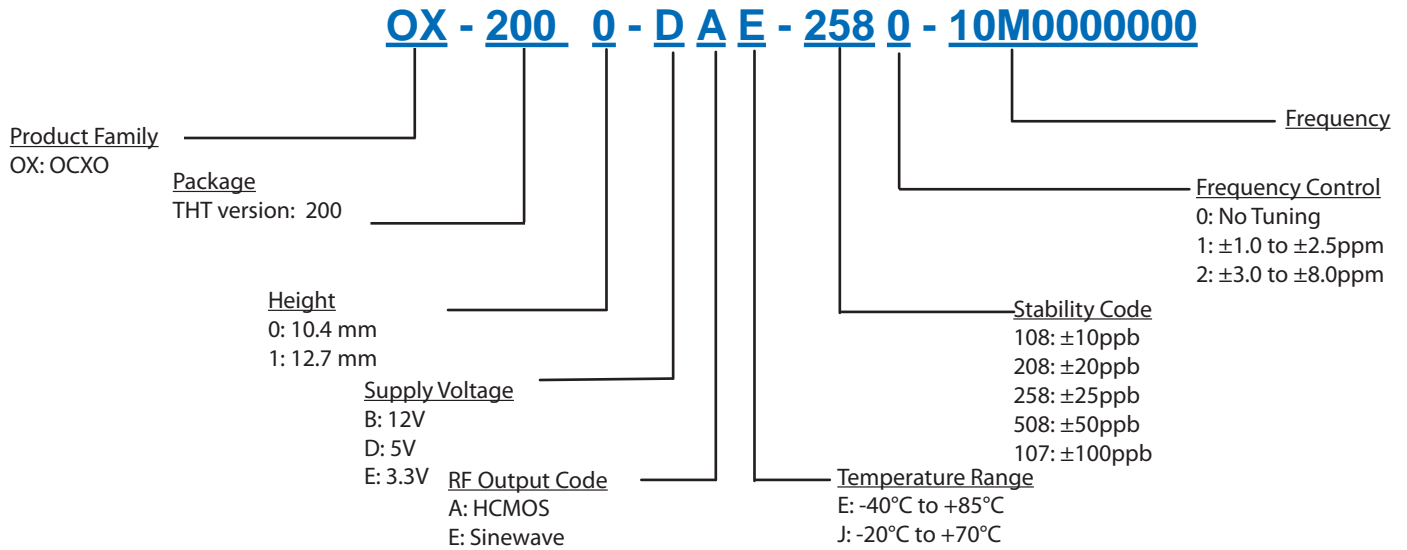 OX - 200 0 - D A E - 258 0 - 10M0000000
Frequency
Product Family
OX: OCXO
Package
THT version: 200
Frequency Control
0: No Tuning
1: ±1.0 to ±2.5ppm
2: ±3.0 to ±8.0ppm
Height
0: 10.4 mm
1: 12.7 mm
Stability Code
108: ±10ppb
208: ±20ppb
258: ±25ppb
508: ±50ppb
107: ±100ppb
Supply Voltage
B: 12V
D: 5V
E: 3.3V
RF Output Code
A: HCMOS
E: Sinewave
Temperature Range
E: -40°C to +85°C
J: -20°C to +70°C